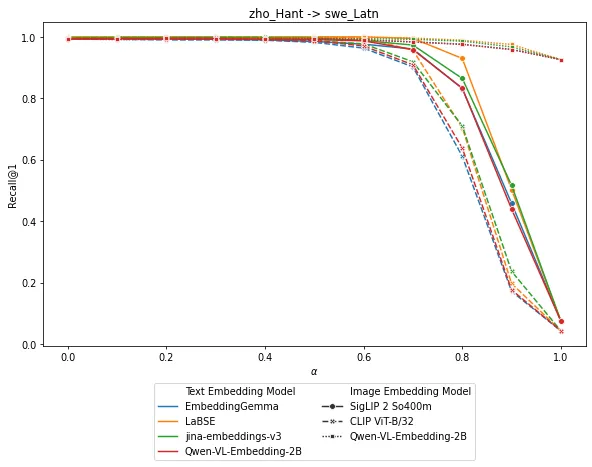 zho_Hant -> swe_Latn
1.0
0.8
0.6
0.4
0.2
0.0
Recall@1
0.0 0.2 0.4 0.6 0.8 1.0
α
Text Embedding Model Image Embedding Model
EmbeddingGemma SigLIP 2 So400m
LaBSE CLIP ViT-B/32
jina-embeddings-v3 Qwen-VL-Embedding-2B
Qwen-VL-Embedding-2B